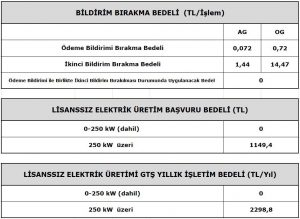 BİLDİRİM BIRAKMA BEDELİ (TL/İşlem)
AG OG
Ödeme Bildirimi Bırakma Bedeli 0,072 0,72
İkinci Bildirim Bırakma Bedeli 1,44 14,47
Ödeme Bildirimi ile Birlikte İkinci Bildirim Bırakılması Durumunda Uygulanacak Bedel 0
LİSANSSIZ ELEKTRİK ÜRETİM BAŞVURU BEDELİ (TL)
0-250 kW (dahil) 0
250 kW üzeri 1149,4
LİSANSSIZ ELEKTRİK ÜRETİMİ GTŞ YILLIK İŞLETİM BEDELİ (TL/Yıl)
0-250 kW (dahil) 0
250 kW üzeri 2298,8